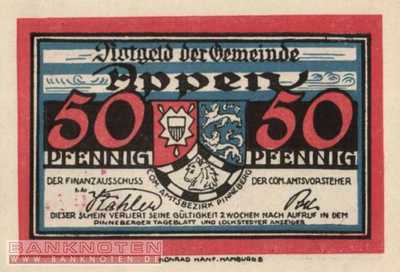 Notgeld der Gemeinde
Appen
50 50
PFENNIG PFENNIG
DER FINANZAUSSCHUSS
COM. AMTSBEZIRK PINNEBERG
DER COM. AMTSVORSTEHER
DIESER SCHEIN VERLIERT SEINE GÜLTIGKEIT 2 WOCHEN NACH AUFRUF IN DEM
PINNEBERGER TAGEBLATT UND LOCKSTEDTER ANZEIGER
KONRAD HANF, HAMBURG 8
BANKNOTEN
WWW.BANKNOTEN.DE